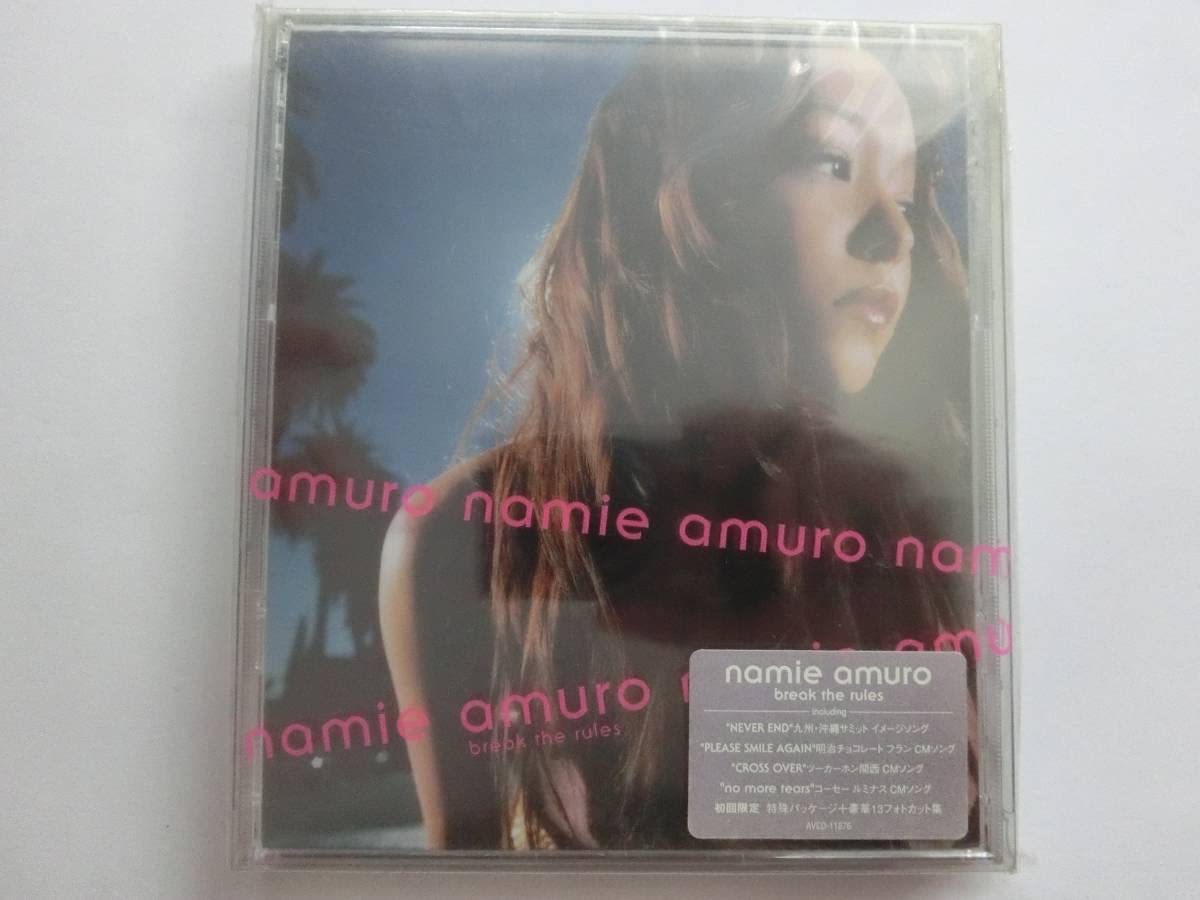 amuro namie amuro nam
namie amuro n mie amu
break the rules
namie amuro
break the rules
including
"NEVER END"九州・沖縄サミット イメージソング
"PLEASE SMILE AGAIN"明治チョコレート フラン CMソング
"CROSS OVER"ツーカーホン関西 CMソング
"no more tears"コーセー ルミナス CMソング
初回限定 特殊パッケージ+豪華13フォトカット集
AVCD-11876